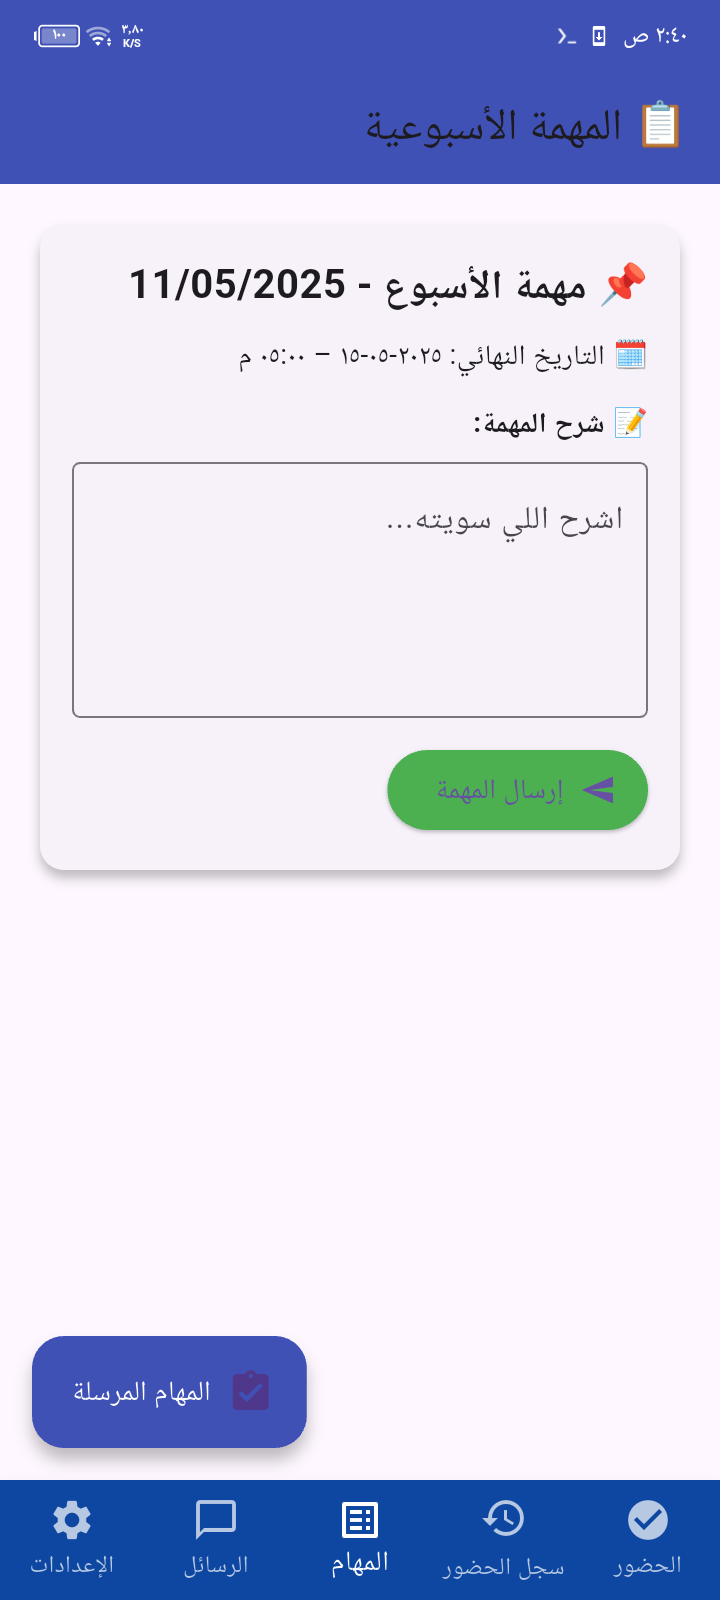 ٢:٤٠ ص
٣,٨٠ K/S
١٠٠
📋 المهمة الأسبوعية
📌 مهمة الأسبوع - 11/05/2025
🗓️ التاريخ النهائي: ٢٠٢٥-٠٥-١٥ – ٠٥:٠٠ م
📝 شرح المهمة:
اشرح اللي سويته...
إرسال المهمة
المهام المرسلة
الحضور
سجل الحضور
المهام
الرسائل
الإعدادات